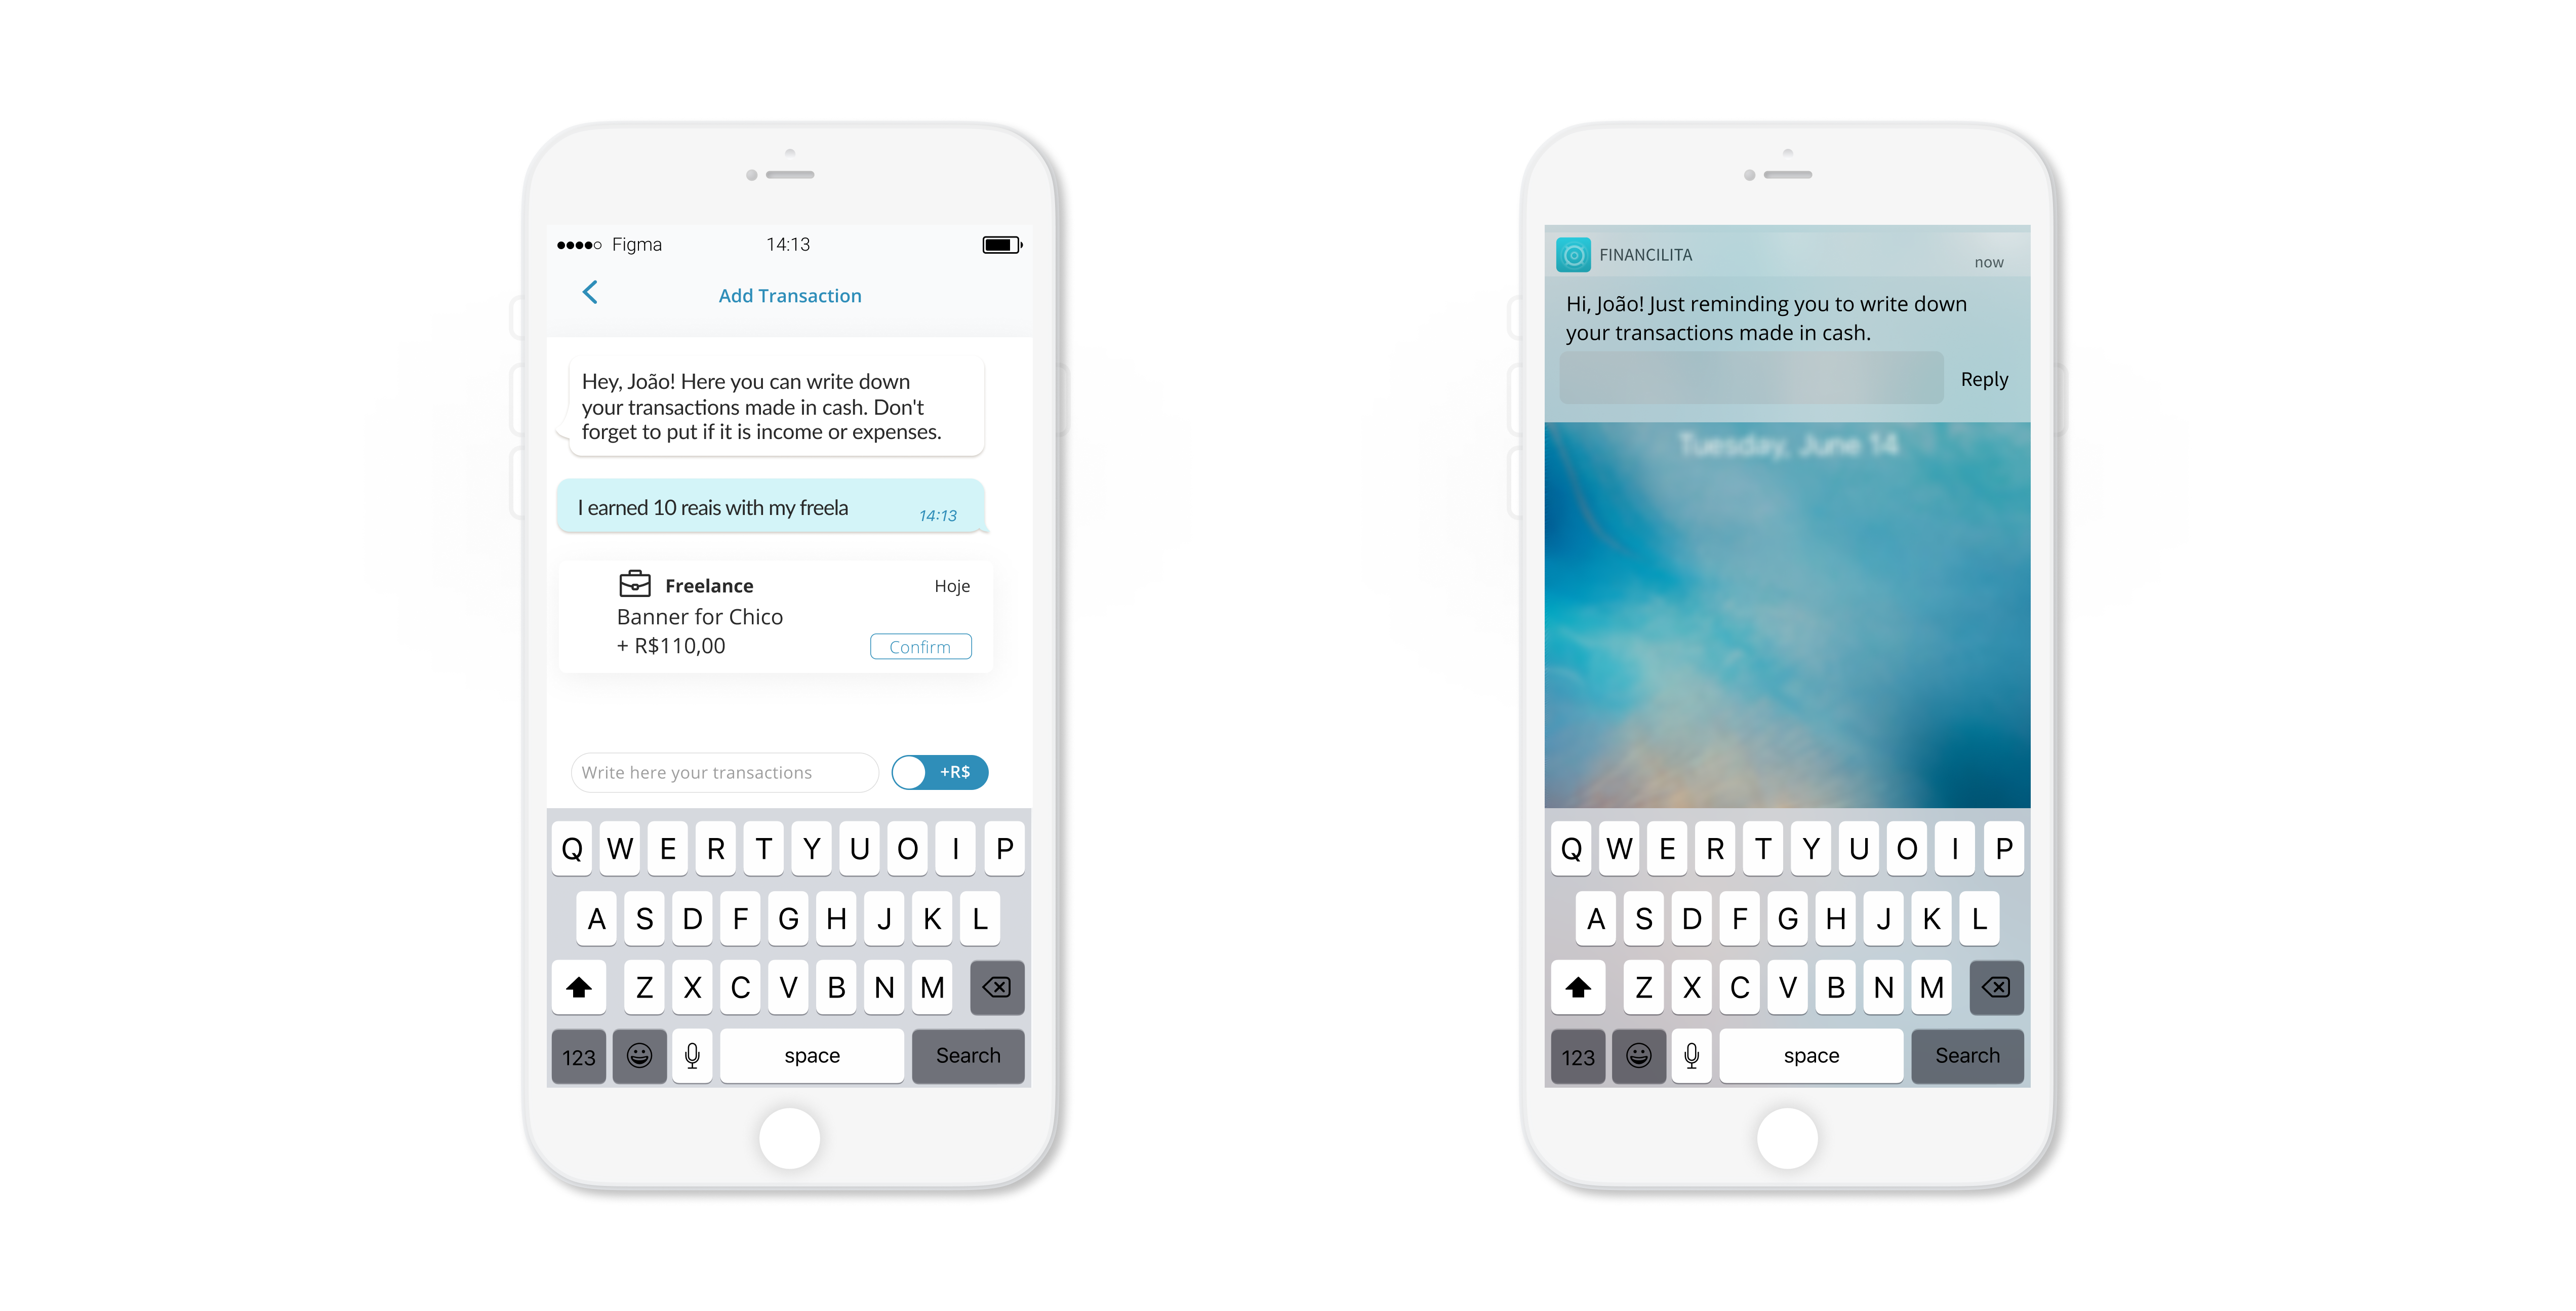 Figma 14:13
Add Transaction
Hey, João! Here you can write down
your transactions made in cash. Don't
forget to put if it is income or expenses.
I earned 10 reais with my freela 14:13
Freelance Hoje
Banner for Chico
+ R$110,00 Confirm
Write here your transactions +R$
Q W E R T Y U O I P
A S D F G H J K L
Z X C V B N M
123 space Search
FINANCILITA now
Hi, João! Just reminding you to write down
your transactions made in cash.
Reply
Tuesday, June 14
Q W E R T Y U O I P
A S D F G H J K L
Z X C V B N M
123 space Search